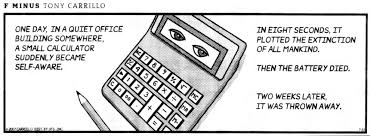 F MINUS TONY CARRILLO
ONE DAY, IN A QUIET OFFICE
BUILDING SOMEWHERE,
A SMALL CALCULATOR
SUDDENLY BECAME
SELF-AWARE.
IN EIGHT SECONDS, IT
PLOTTED THE EXTINCTION
OF ALL MANKIND.
THEN THE BATTERY DIED.
TWO WEEKS LATER,
IT WAS THROWN AWAY.